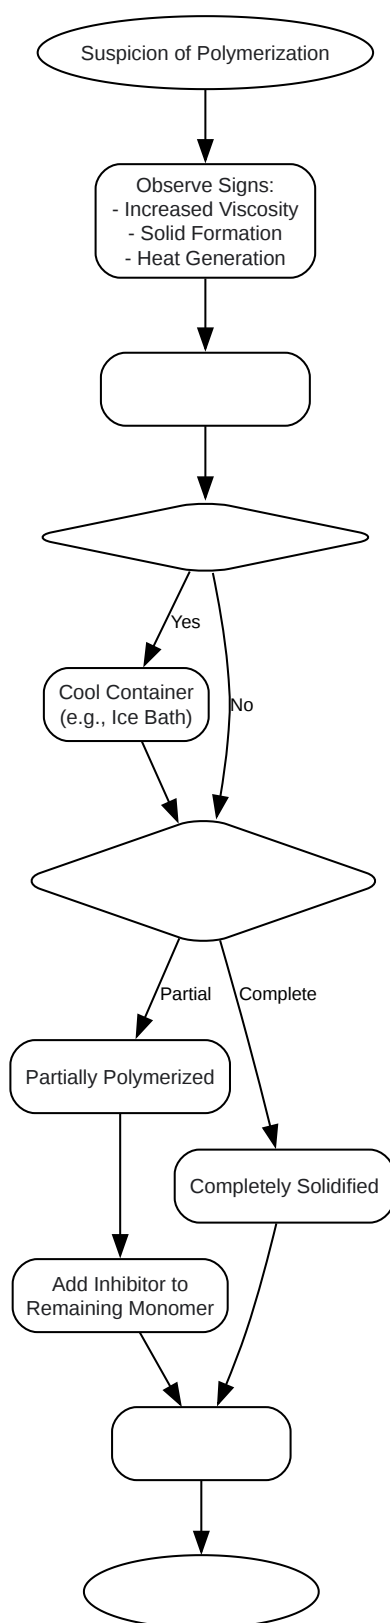 Suspicion of Polymerization
Observe Signs:
- Increased Viscosity
- Solid Formation
- Heat Generation
Yes
Cool Container
(e.g., Ice Bath)
No
Partial
Complete
Partially Polymerized
Completely Solidified
Add Inhibitor to
Remaining Monomer